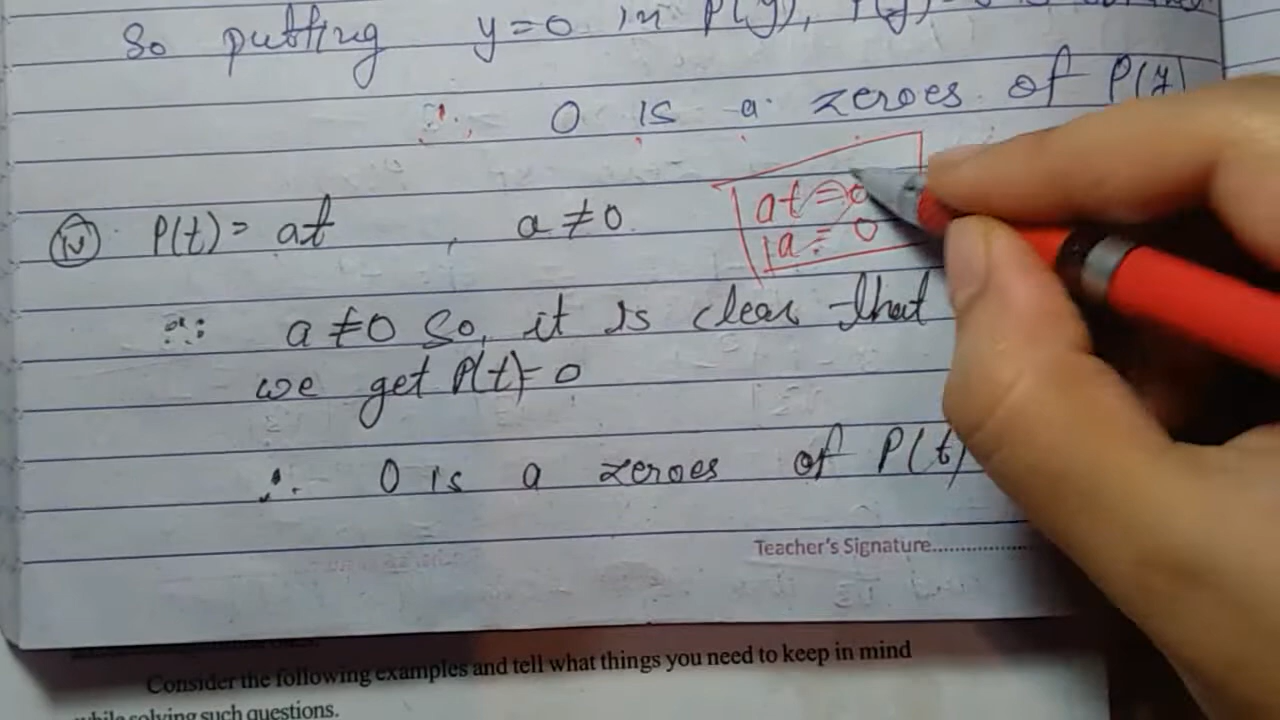 So putting y=0 in P(y),
∴ 0 is a zeroes of P(y)
(iv) P(t) = at , a ≠ 0. at = 0
a = 0
∵ a ≠ 0 So, it is clear that
we get P(t) = 0
∴ 0 is a zeroes of P(t)
Teacher's Signature..................
Consider the following examples and tell what things you need to keep in mind
while solving such questions.